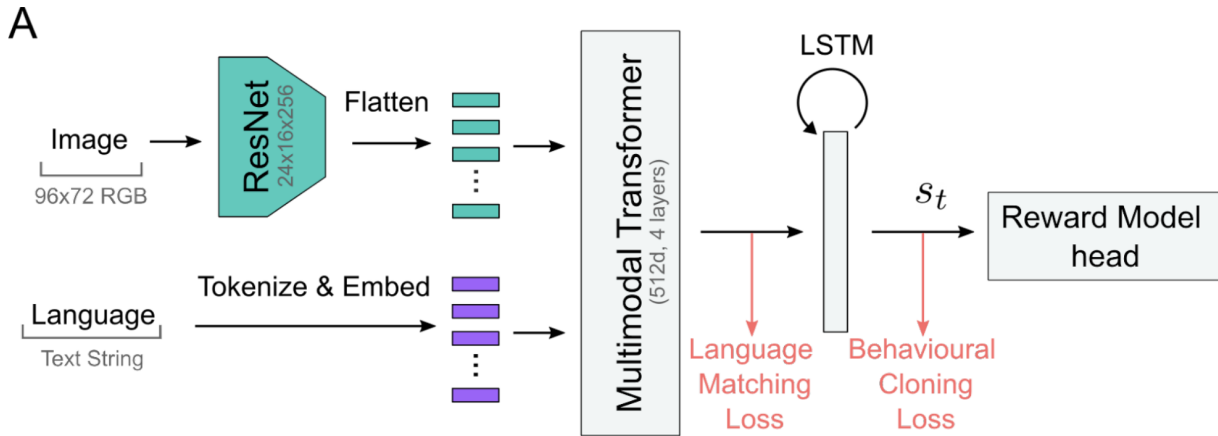 A
Image
96x72 RGB
ResNet
24x16x256
Flatten
Language
Text String
Tokenize & Embed
Multimodal Transformer
(512d, 4 layers)
Language
Matching
Loss
LSTM
s_t
Behavioural
Cloning
Loss
Reward Model
head